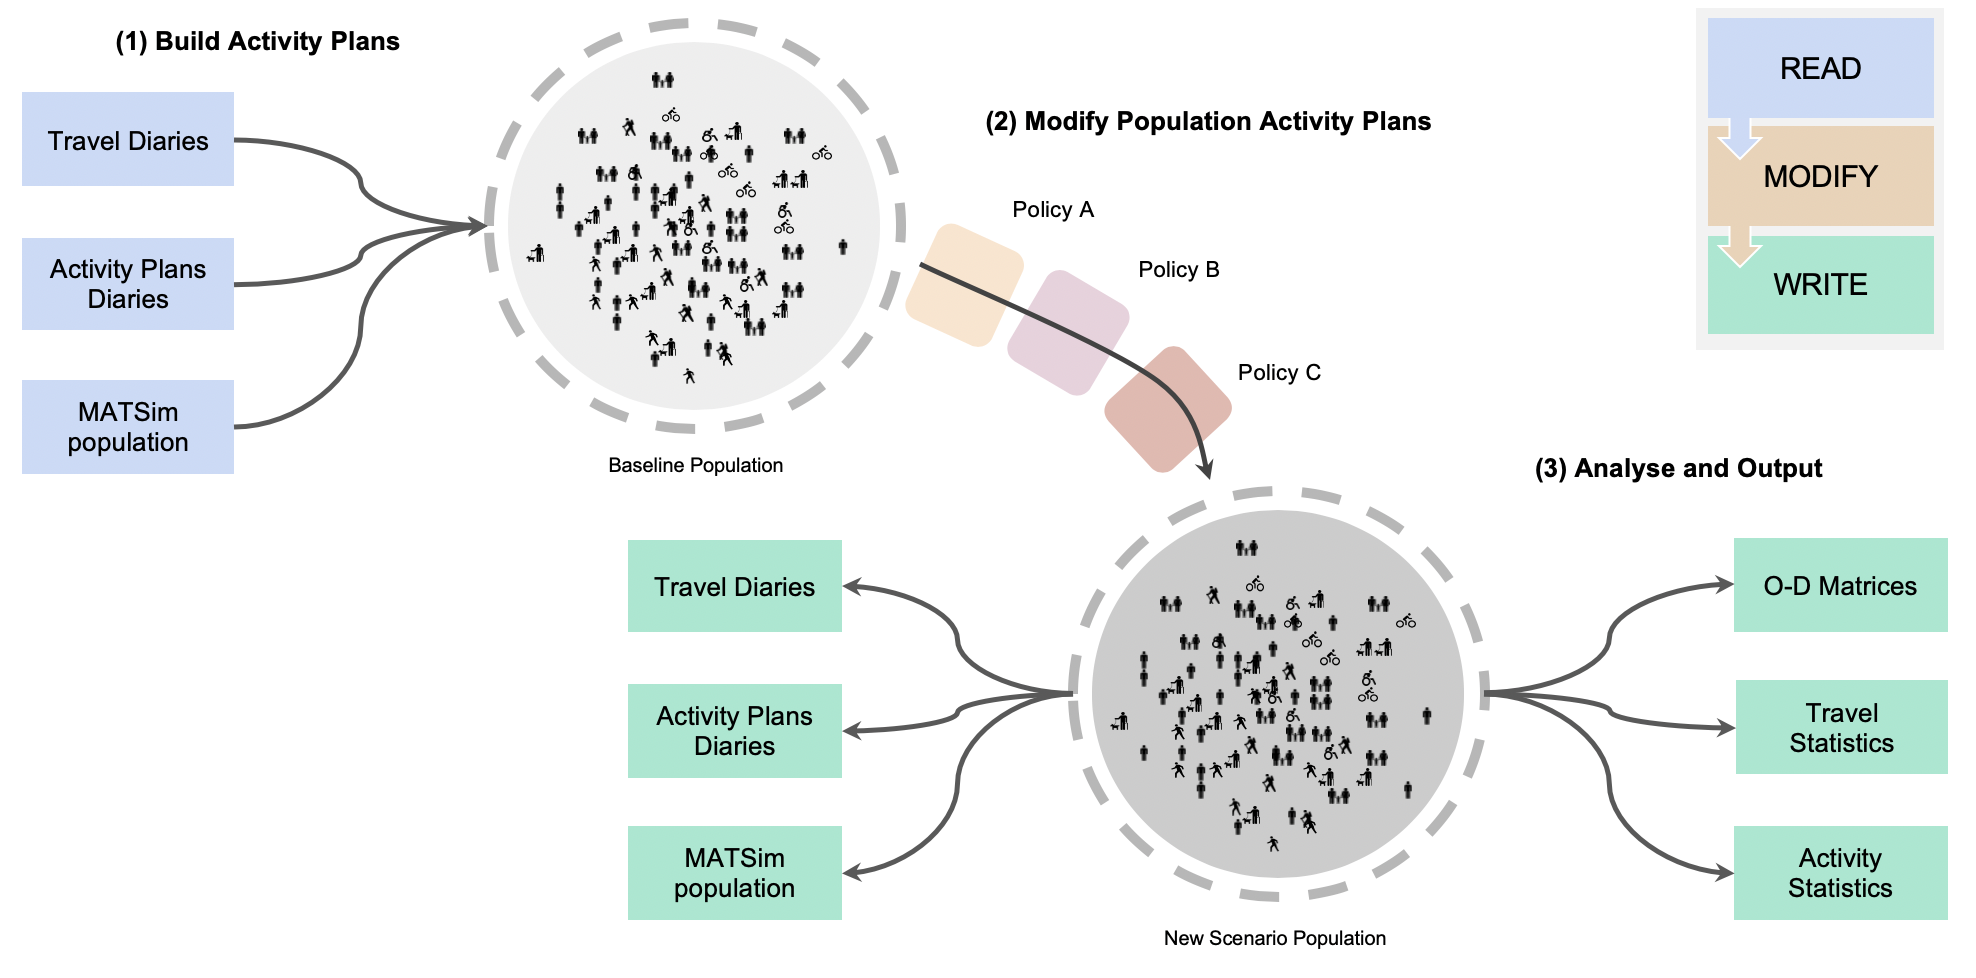 (1) Build Activity Plans
Travel Diaries
Activity Plans
Diaries
MATSim
population
Baseline Population
(2) Modify Population Activity Plans
Policy A
Policy B
Policy C
READ
MODIFY
WRITE
(3) Analyse and Output
Travel Diaries
Activity Plans
Diaries
MATSim
population
New Scenario Population
O-D Matrices
Travel
Statistics
Activity
Statistics